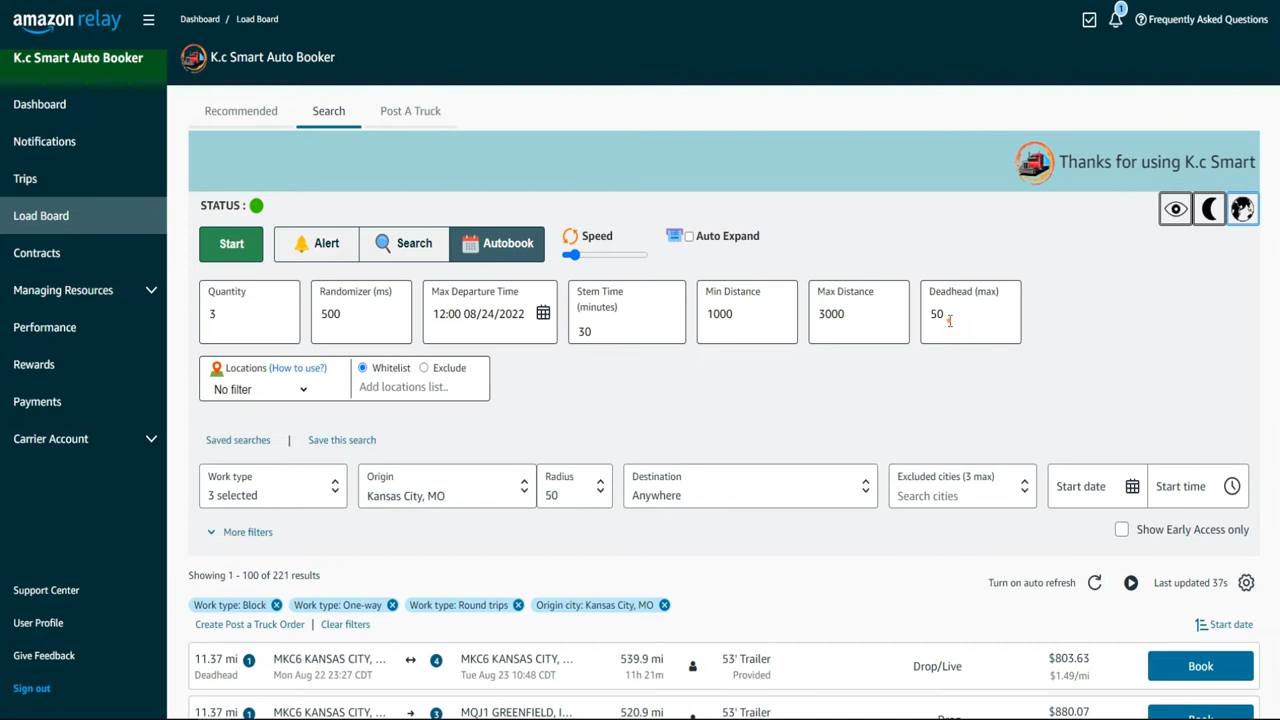 amazon relay
Dashboard / Load Board
1
Frequently Asked Questions
K.c Smart Auto Booker
K.c Smart Auto Booker
Dashboard
Notifications
Trips
Load Board
Contracts
Managing Resources
Performance
Rewards
Payments
Carrier Account
Support Center
User Profile
Give Feedback
Sign out
Recommended
Search
Post A Truck
Thanks for using K.c Smart
STATUS :
Start
Alert
Search
Autobook
Speed
Auto Expand
Quantity
3
Randomizer (ms)
500
Max Departure Time
12:00 08/24/2022
Stem Time
(minutes)
30
Min Distance
1000
Max Distance
3000
Deadhead (max)
50
Locations (How to use?)
No filter
Whitelist
Exclude
Add locations list..
Saved searches | Save this search
Work type
3 selected
Origin
Kansas City, MO
Radius
50
Destination
Anywhere
Excluded cities (3 max)
Search cities
Start date
Start time
More filters
Show Early Access only
Showing 1 - 100 of 221 results
Turn on auto refresh
Last updated 37s
Work type: Block
Work type: One-way
Work type: Round trips
Origin city: Kansas City, MO
Create Post a Truck Order | Clear filters
Start date
11.37 mi
Deadhead
1
MKC6 KANSAS CITY, ...
Mon Aug 22 23:27 CDT
4
MKC6 KANSAS CITY, ...
Tue Aug 23 10:48 CDT
539.9 mi
11h 21m
53' Trailer
Provided
Drop/Live
$803.63
$1.49/mi
Book
11.37 mi
1
MKC6 KANSAS CITY, ...
3
MQJ1 GREENFIELD, I...
520.9 mi
53' Trailer
Drop
$880.07
Book